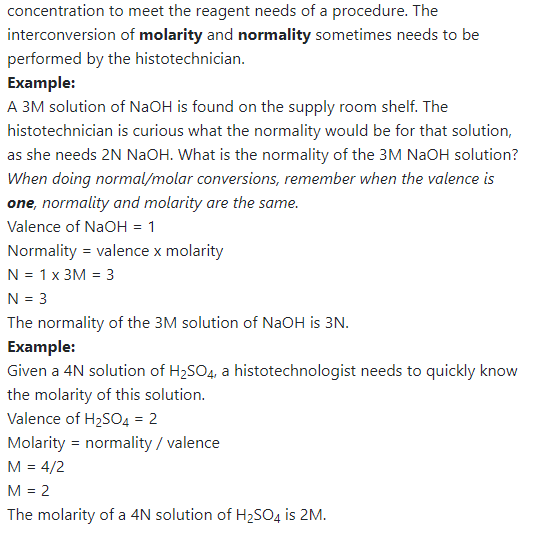 concentration to meet the reagent needs of a procedure. The
interconversion of molarity and normality sometimes needs to be
performed by the histotechnician.
Example:
A 3M solution of NaOH is found on the supply room shelf. The
histotechnician is curious what the normality would be for that solution,
as she needs 2N NaOH. What is the normality of the 3M NaOH solution?
When doing normal/molar conversions, remember when the valence is
one, normality and molarity are the same.
Valence of NaOH = 1
Normality = valence x molarity
N = 1 x 3M = 3
N = 3
The normality of the 3M solution of NaOH is 3N.
Example:
Given a 4N solution of H₂SO₄, a histotechnologist needs to quickly know
the molarity of this solution.
Valence of H₂SO₄ = 2
Molarity = normality / valence
M = 4/2
M = 2
The molarity of a 4N solution of H₂SO₄ is 2M.